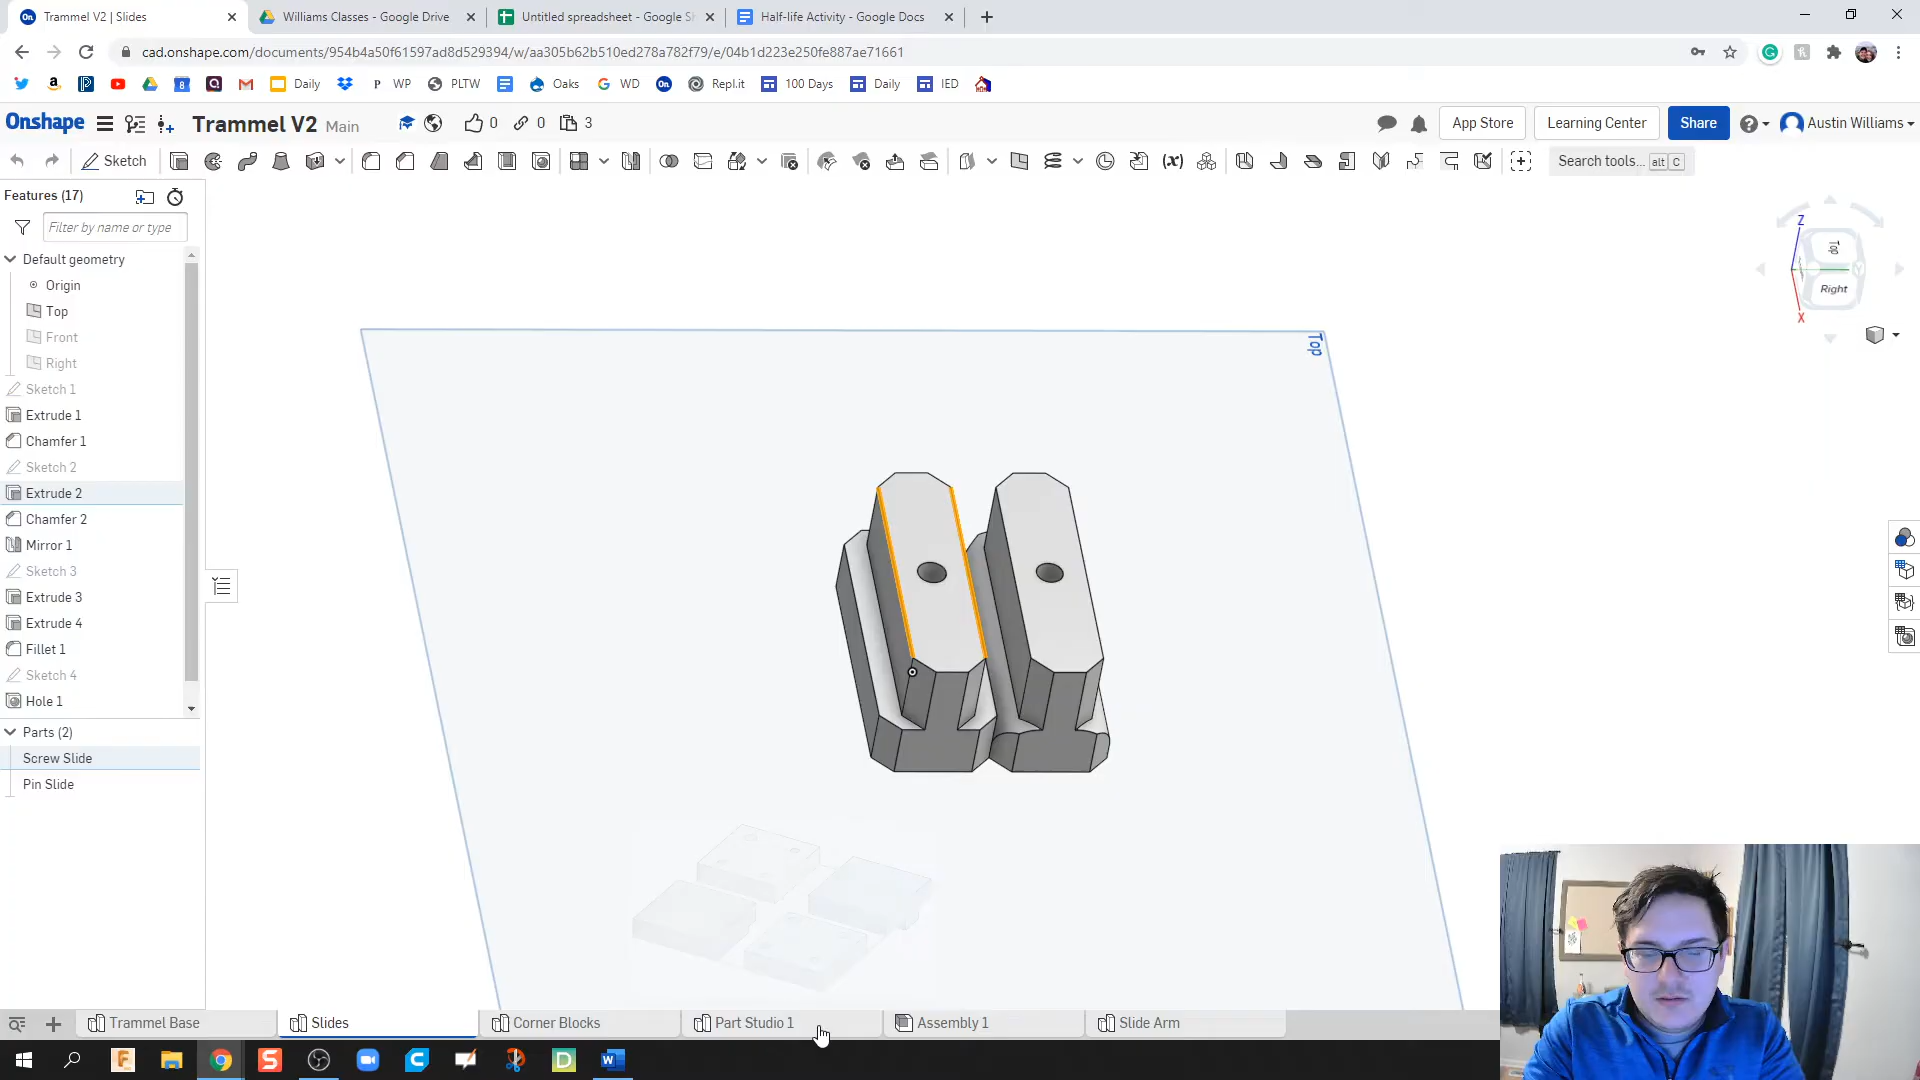 Trammel V2 | Slides
Williams Classes - Google Drive
Untitled spreadsheet - Google Sh
Half-life Activity - Google Docs
cad.onshape.com/documents/954b4a50f61597ad8d529394/w/aa305b62b510ed278a782f79/e/04b1d223e250fe887ae71661
Daily
WP
PLTW
Oaks
WD
Repl.it
100 Days
Daily
IED
Onshape
Trammel V2 Main
0
0
3
App Store
Learning Center
Share
Austin Williams
Sketch
Search tools... alt C
Features (17)
Filter by name or type
Default geometry
Origin
Top
Front
Right
Sketch 1
Extrude 1
Chamfer 1
Sketch 2
Extrude 2
Chamfer 2
Mirror 1
Sketch 3
Extrude 3
Extrude 4
Fillet 1
Sketch 4
Hole 1
Parts (2)
Screw Slide
Pin Slide
Top
Z
Top
Right
X
Trammel Base
Slides
Corner Blocks
Part Studio 1
Assembly 1
Slide Arm